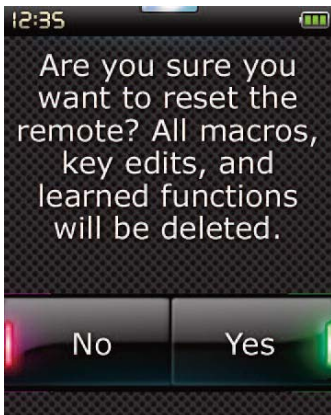 12:35
Are you sure you
want to reset the
remote? All macros,
key edits, and
learned functions
will be deleted.
No Yes